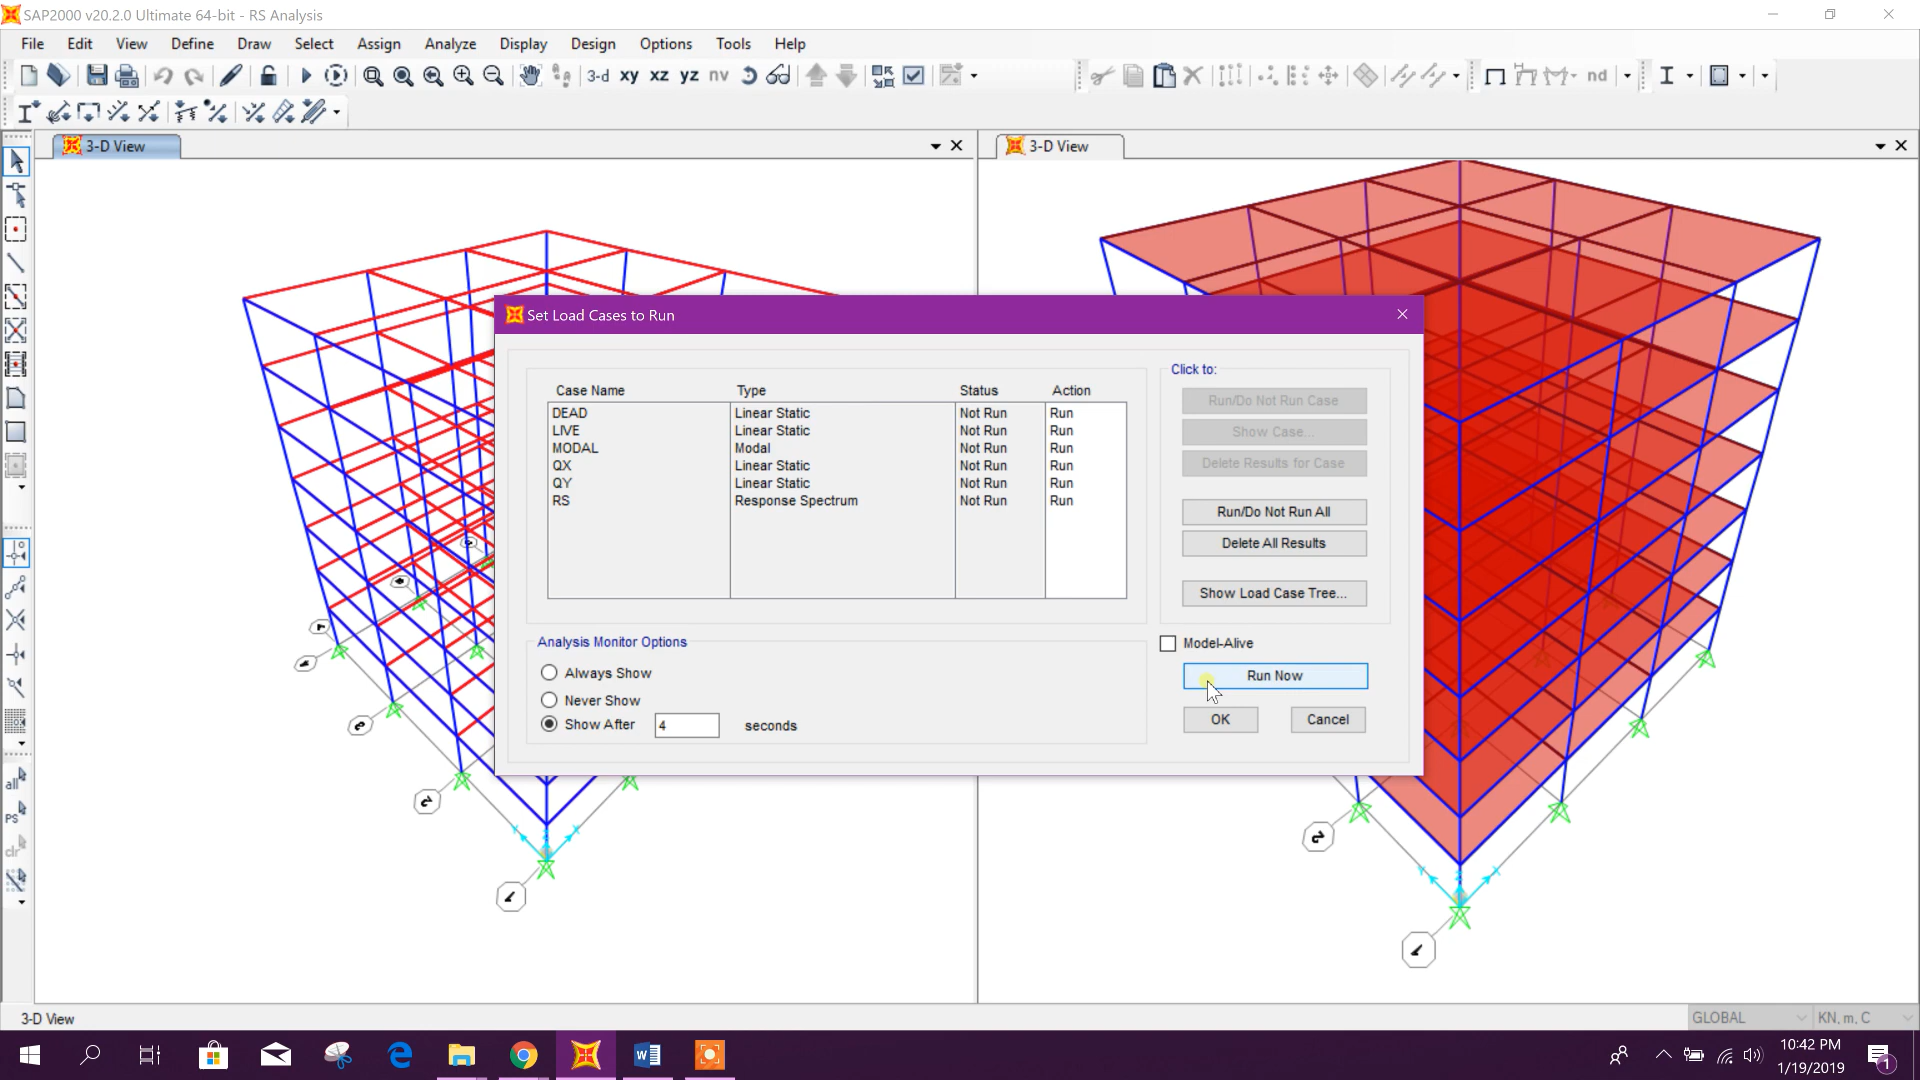 SAP2000 v20.2.0 Ultimate 64-bit - RS Analysis
File Edit View Define Draw Select Assign Analyze Display Design Options Tools Help
3-d xy xz yz nv nd
3-D View
3-D View
Set Load Cases to Run
Case Name Type Status Action
DEAD Linear Static Not Run Run
LIVE Linear Static Not Run Run
MODAL Modal Not Run Run
QX Linear Static Not Run Run
QY Linear Static Not Run Run
RS Response Spectrum Not Run Run
Click to:
Run/Do Not Run Case
Show Case...
Delete Results for Case
Run/Do Not Run All
Delete All Results
Show Load Case Tree...
Analysis Monitor Options
Always Show
Never Show
Show After 4 seconds
Model-Alive
Run Now
OK Cancel
all
PS
clr
3-D View
GLOBAL KN, m, C
10:42 PM
1/19/2019
1